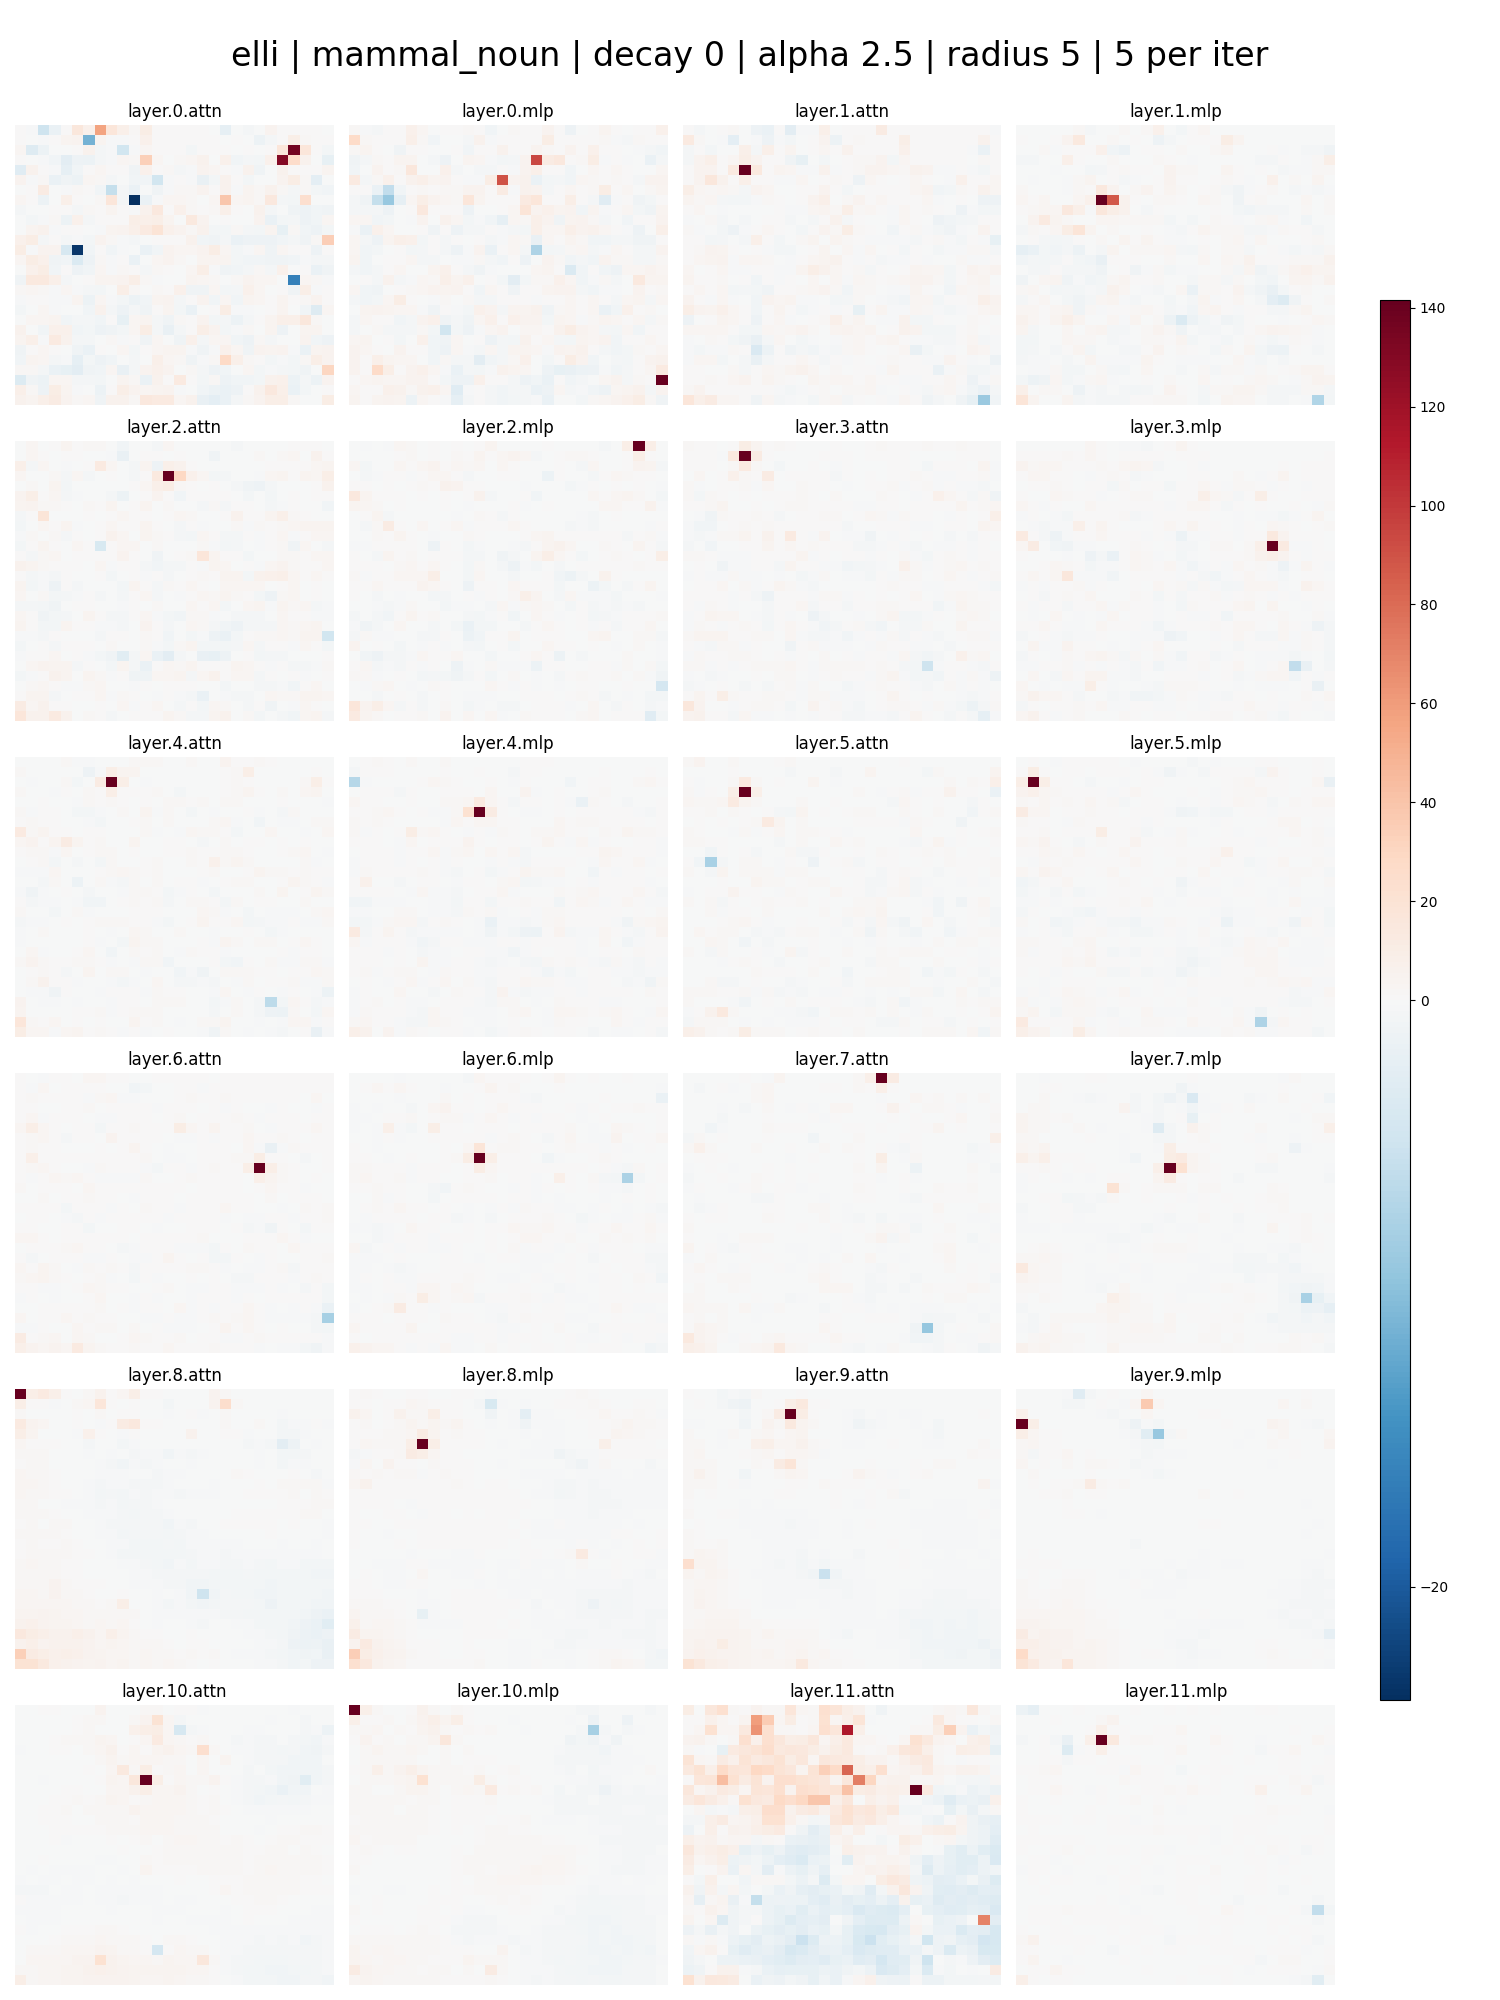 elli | mammal_noun | decay 0 | alpha 2.5 | radius 5 | 5 per iter
layer.0.attn
layer.0.mlp
layer.1.attn
layer.1.mlp
layer.2.attn
layer.2.mlp
layer.3.attn
layer.3.mlp
layer.4.attn
layer.4.mlp
layer.5.attn
layer.5.mlp
layer.6.attn
layer.6.mlp
layer.7.attn
layer.7.mlp
layer.8.attn
layer.8.mlp
layer.9.attn
layer.9.mlp
layer.10.attn
layer.10.mlp
layer.11.attn
layer.11.mlp
140
120
100
80
60
40
20
0
−20